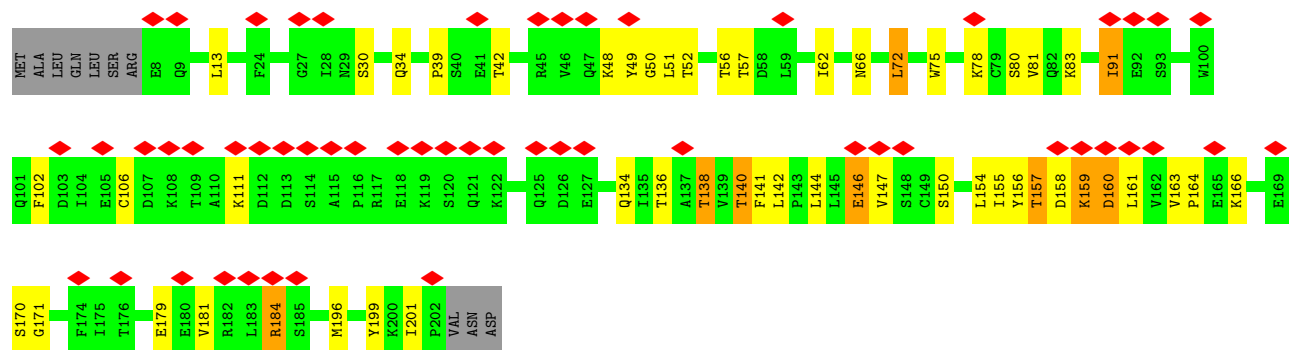 MET ALA LEU GLN LEU SER ARG E8 Q9 L13 F24 G27 I28 N29 S30 Q34 P39 S40 E41 T42 R45 V46 Q47 K48 Y49 G50 L51 T52 T56 T57 D58 L59 I62 N66 L72 W75 K78 C79 S80 V81 Q82 K83 I91 E92 S93 W100
Q101 F102 D103 I104 E105 C106 D107 K108 T109 A110 K111 D112 D113 S114 A115 P116 R117 E118 K119 S120 Q121 K122 Q125 D126 E127 Q134 I135 T136 A137 T138 V139 T140 F141 L142 P143 L144 L145 E146 V147 S148 C149 S150 L154 I155 Y156 T157 D158 K159 D160 L161 V162 V163 P164 E165 K166 E169
S170 G171 F174 I175 T176 E179 E180 V181 R182 L183 R184 S185 M196 Y199 K200 I201 P202 VAL ASN ASP